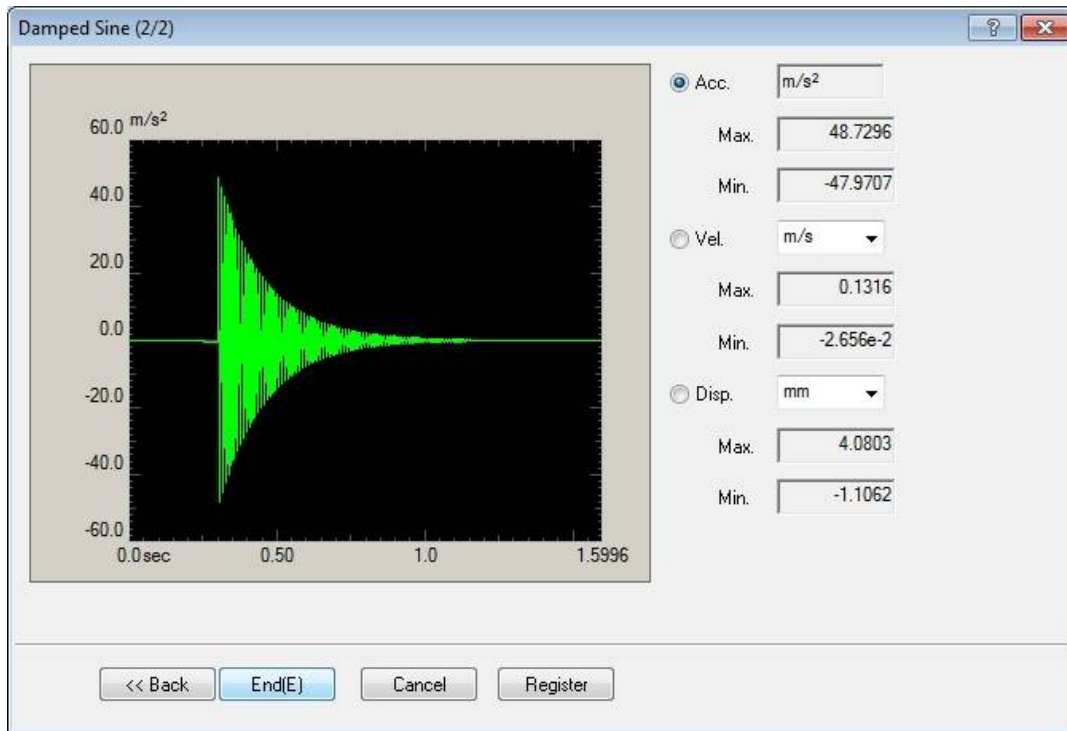 Damped Sine (2/2)
m/s²
60.0
40.0
20.0
0.0
-20.0
-40.0
-60.0
0.0sec 0.50 1.0 1.5996
Acc. m/s²
Max. 48.7296
Min. -47.9707
Vel. m/s
Max. 0.1316
Min. -2.656e-2
Disp. mm
Max. 4.0803
Min. -1.1062
<< Back End(E) Cancel Register